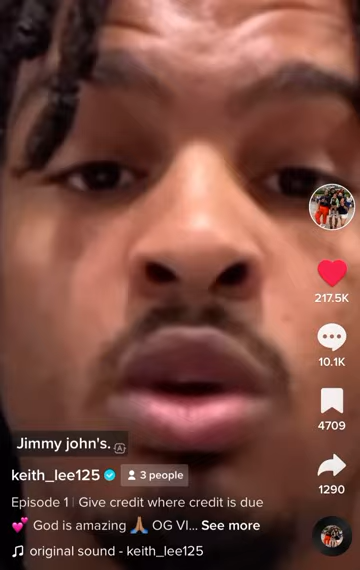 217.5K
10.1K
4709
1290
Jimmy john's.
keith_lee125 3 people
Episode 1 | Give credit where credit is due
💕 God is amazing 🙏🏽 OG VI... See more
original sound - keith_lee125